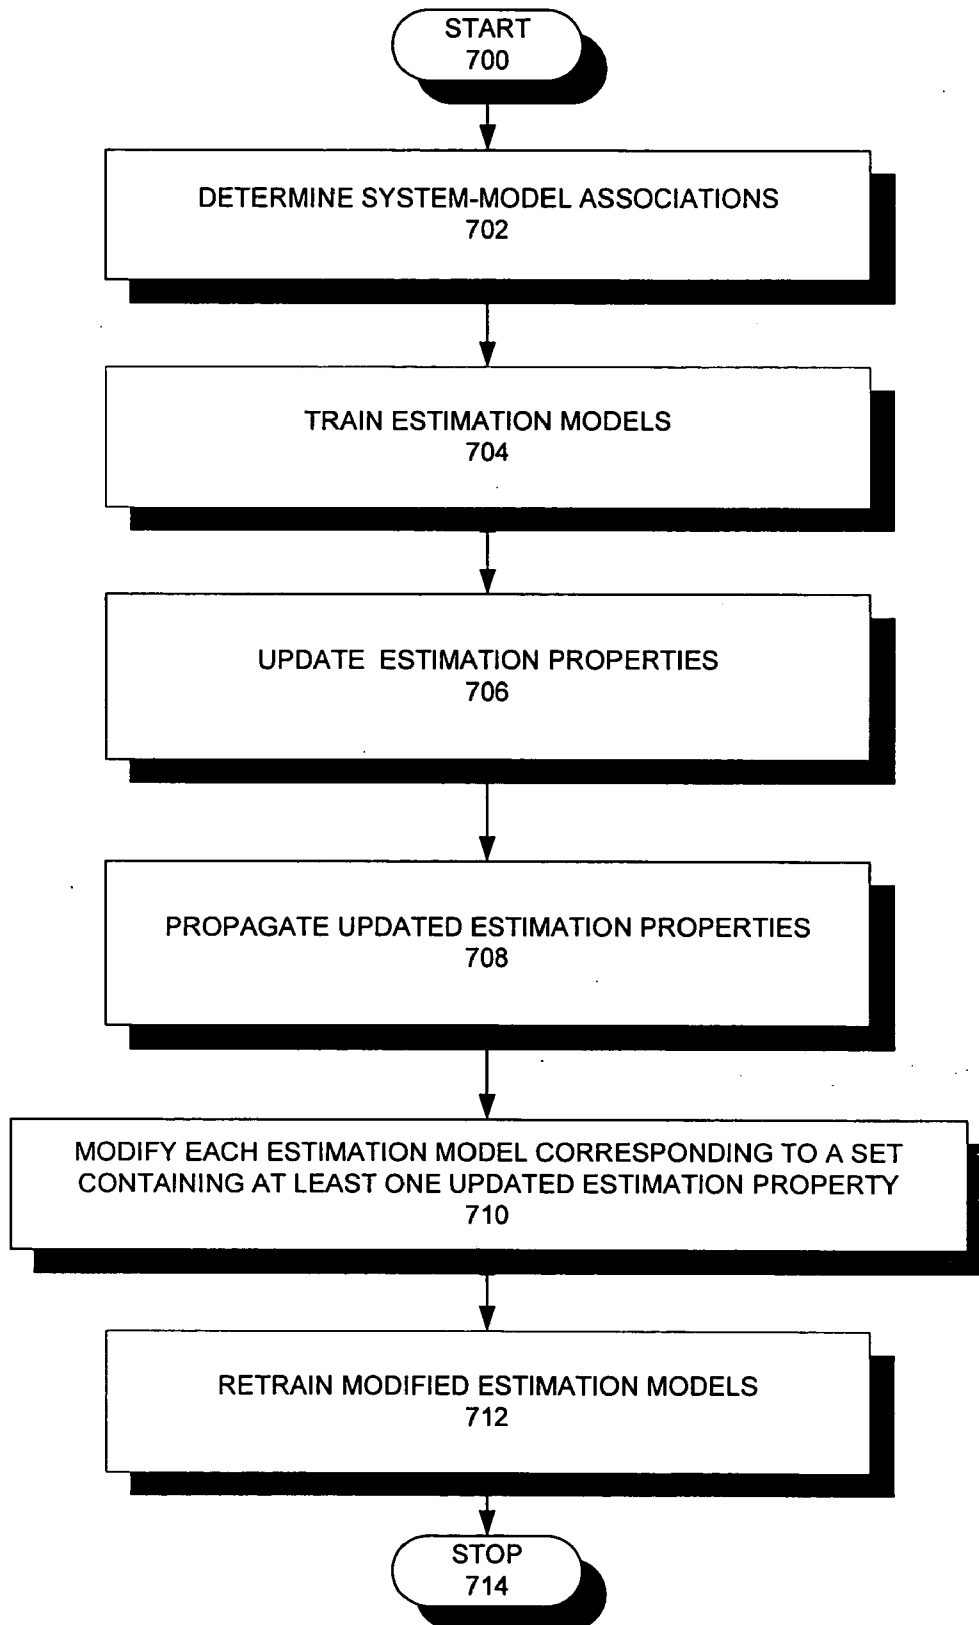 START
700
DETERMINE SYSTEM-MODEL ASSOCIATIONS
702
TRAIN ESTIMATION MODELS
704
UPDATE ESTIMATION PROPERTIES
706
PROPAGATE UPDATED ESTIMATION PROPERTIES
708
MODIFY EACH ESTIMATION MODEL CORRESPONDING TO A SET
CONTAINING AT LEAST ONE UPDATED ESTIMATION PROPERTY
710
RETRAIN MODIFIED ESTIMATION MODELS
712
STOP
714